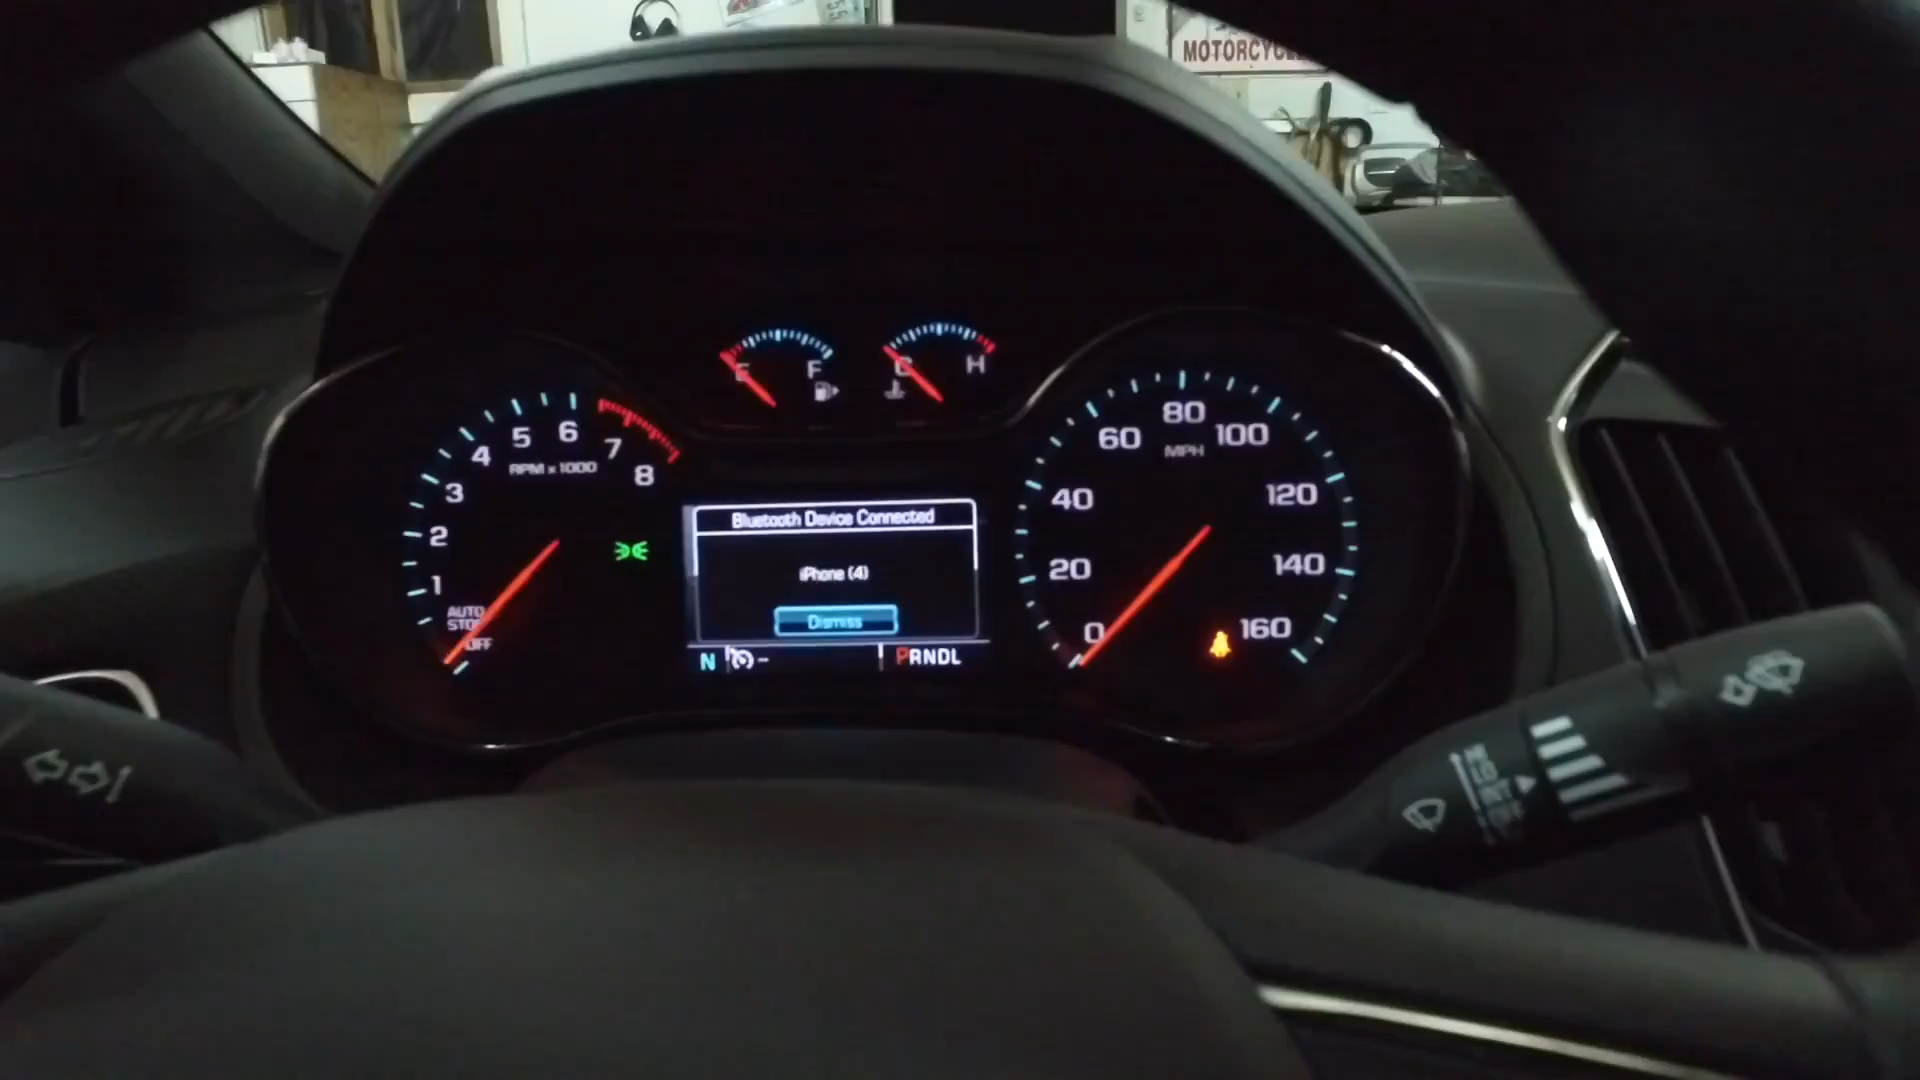 MOTORCYCLE
E F
C H
1 2 3 4 5 6 7 8
RPM x 1000
AUTO
STOP
OFF
Bluetooth Device Connected
iPhone (4)
Dismiss
N
PRNDL
0 20 40 60 80 100 120 140 160
MPH